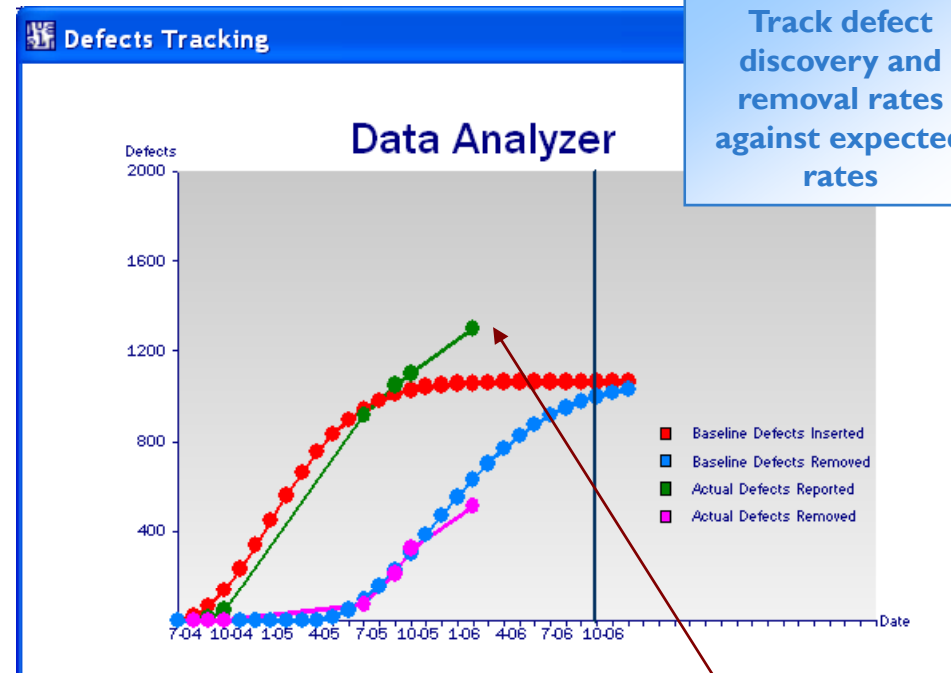 Defects Tracking
Track defect
discovery and
removal rates
against expected
rates
Data Analyzer
Defects
2000
1600
1200
800
400
Baseline Defects Inserted
Baseline Defects Removed
Actual Defects Reported
Actual Defects Removed
7-04 10-04 1-05 4-05 7-05 10-05 1-06 4-06 7-06 10-06
Date